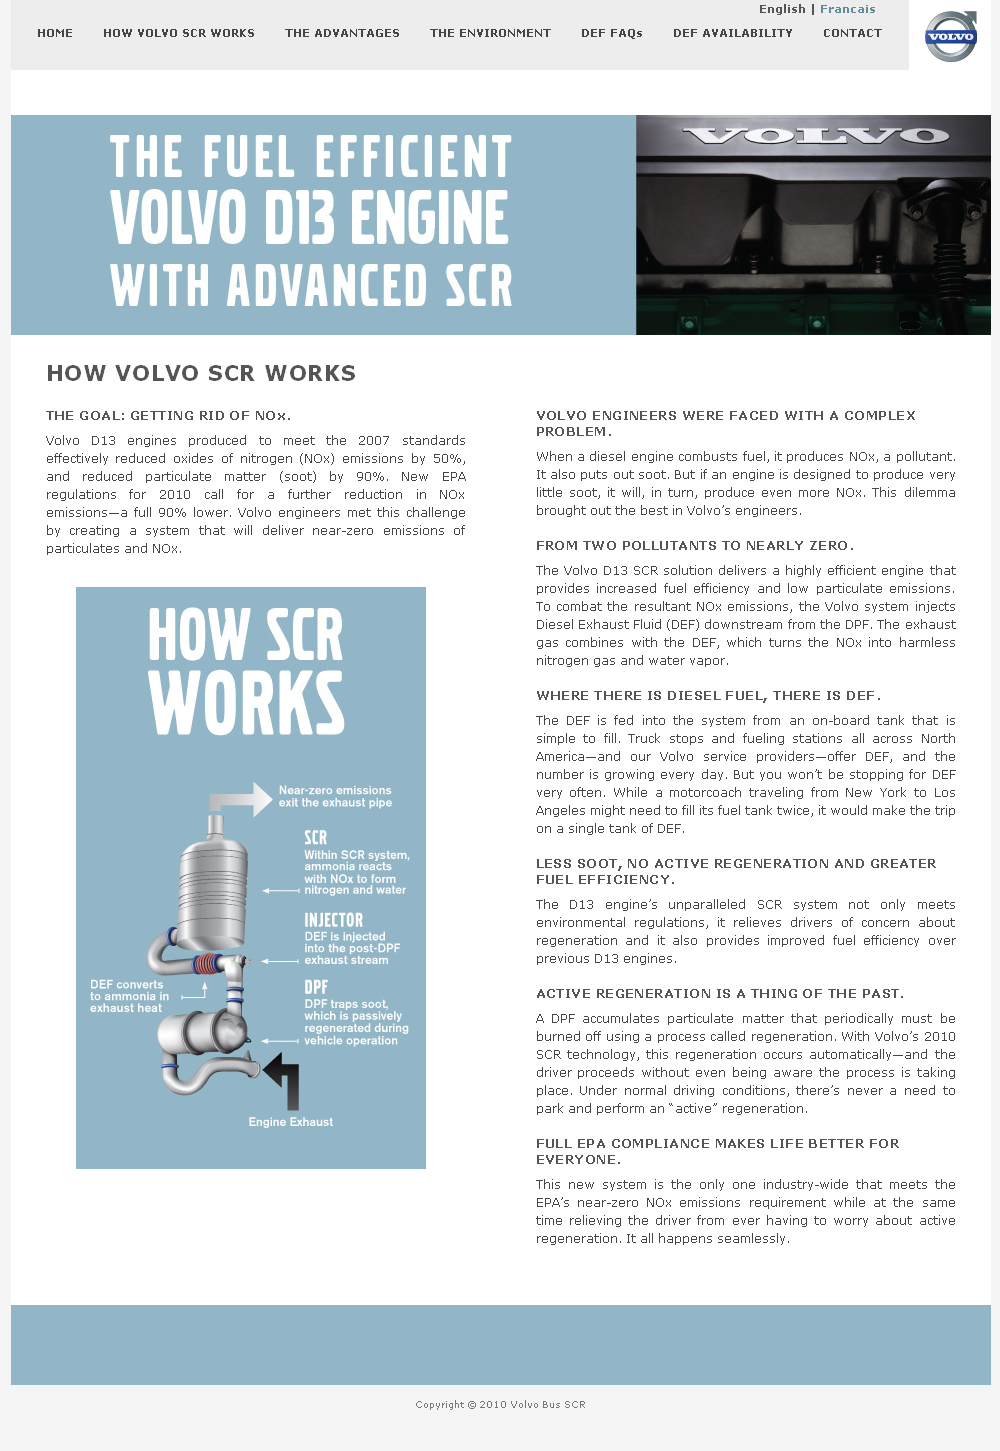 English | Francais
HOME HOW VOLVO SCR WORKS THE ADVANTAGES THE ENVIRONMENT DEF FAQs DEF AVAILABILITY CONTACT
VOLVO
THE FUEL EFFICIENT
VOLVO D13 ENGINE
WITH ADVANCED SCR
VOLVO
HOW VOLVO SCR WORKS
THE GOAL: GETTING RID OF NOx.
Volvo D13 engines produced to meet the 2007 standards
effectively reduced oxides of nitrogen (NOx) emissions by 50%,
and reduced particulate matter (soot) by 90%. New EPA
regulations for 2010 call for a further reduction in NOx
emissions—a full 90% lower. Volvo engineers met this challenge
by creating a system that will deliver near-zero emissions of
particulates and NOx.
HOW SCR
WORKS
Near-zero emissions
exit the exhaust pipe
SCR
Within SCR system,
ammonia reacts
with NOx to form
nitrogen and water
INJECTOR
DEF is injected
into the post-DPF
exhaust stream
DEF converts
to ammonia in
exhaust heat
DPF
DPF traps soot,
which is passively
regenerated during
vehicle operation
Engine Exhaust
VOLVO ENGINEERS WERE FACED WITH A COMPLEX
PROBLEM.
When a diesel engine combusts fuel, it produces NOx, a pollutant.
It also puts out soot. But if an engine is designed to produce very
little soot, it will, in turn, produce even more NOx. This dilemma
brought out the best in Volvo’s engineers.
FROM TWO POLLUTANTS TO NEARLY ZERO.
The Volvo D13 SCR solution delivers a highly efficient engine that
provides increased fuel efficiency and low particulate emissions.
To combat the resultant NOx emissions, the Volvo system injects
Diesel Exhaust Fluid (DEF) downstream from the DPF. The exhaust
gas combines with the DEF, which turns the NOx into harmless
nitrogen gas and water vapor.
WHERE THERE IS DIESEL FUEL, THERE IS DEF.
The DEF is fed into the system from an on-board tank that is
simple to fill. Truck stops and fueling stations all across North
America—and our Volvo service providers—offer DEF, and the
number is growing every day. But you won’t be stopping for DEF
very often. While a motorcoach traveling from New York to Los
Angeles might need to fill its fuel tank twice, it would make the trip
on a single tank of DEF.
LESS SOOT, NO ACTIVE REGENERATION AND GREATER
FUEL EFFICIENCY.
The D13 engine’s unparalleled SCR system not only meets
environmental regulations, it relieves drivers of concern about
regeneration and it also provides improved fuel efficiency over
previous D13 engines.
ACTIVE REGENERATION IS A THING OF THE PAST.
A DPF accumulates particulate matter that periodically must be
burned off using a process called regeneration. With Volvo’s 2010
SCR technology, this regeneration occurs automatically—and the
driver proceeds without even being aware the process is taking
place. Under normal driving conditions, there’s never a need to
park and perform an “active” regeneration.
FULL EPA COMPLIANCE MAKES LIFE BETTER FOR
EVERYONE.
This new system is the only one industry-wide that meets the
EPA’s near-zero NOx emissions requirement while at the same
time relieving the driver from ever having to worry about active
regeneration. It all happens seamlessly.
Copyright © 2010 Volvo Bus SCR